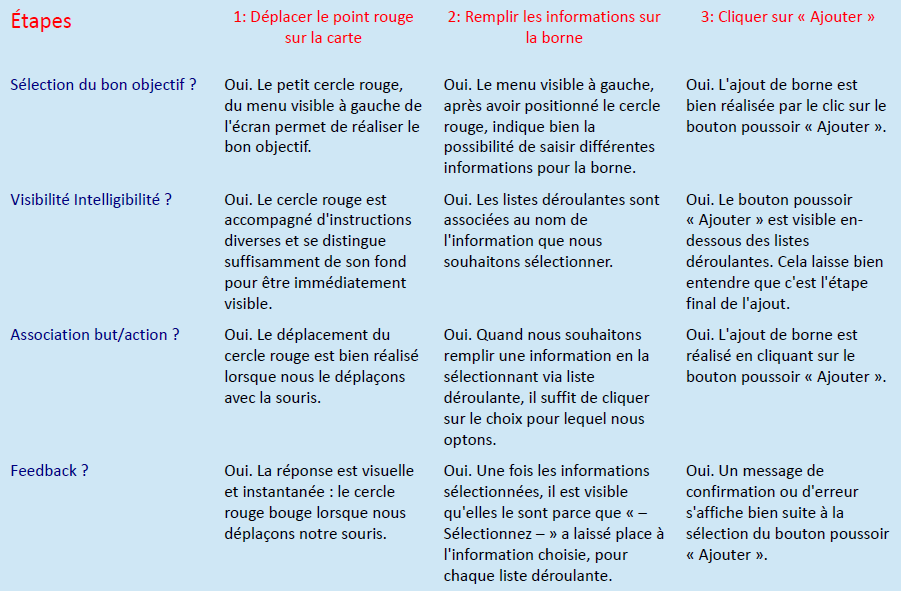 Étapes
1: Déplacer le point rouge
sur la carte
2: Remplir les informations sur
la borne
3: Cliquer sur « Ajouter »
Sélection du bon objectif ?
Oui. Le petit cercle rouge,
du menu visible à gauche de
l'écran permet de réaliser le
bon objectif.
Oui. Le menu visible à gauche,
après avoir positionné le cercle
rouge, indique bien la
possibilité de saisir différentes
informations pour la borne.
Oui. L'ajout de borne est
bien réalisée par le clic sur le
bouton poussoir « Ajouter ».
Visibilité Intelligibilité ?
Oui. Le cercle rouge est
accompagné d'instructions
diverses et se distingue
suffisamment de son fond
pour être immédiatement
visible.
Oui. Les listes déroulantes sont
associées au nom de
l'information que nous
souhaitons sélectionner.
Oui. Le bouton poussoir
« Ajouter » est visible en-
dessous des listes
déroulantes. Cela laisse bien
entendre que c'est l'étape
final de l'ajout.
Association but/action ?
Oui. Le déplacement du
cercle rouge est bien réalisé
lorsque nous le déplaçons
avec la souris.
Oui. Quand nous souhaitons
remplir une information en la
sélectionnant via liste
déroulante, il suffit de cliquer
sur le choix pour lequel nous
optons.
Oui. L'ajout de borne est
réalisé en cliquant sur le
bouton poussoir « Ajouter ».
Feedback ?
Oui. La réponse est visuelle
et instantanée : le cercle
rouge bouge lorsque nous
déplaçons notre souris.
Oui. Une fois les informations
sélectionnées, il est visible
qu'elles le sont parce que « –
Sélectionnez – » a laissé place à
l'information choisie, pour
chaque liste déroulante.
Oui. Un message de
confirmation ou d'erreur
s'affiche bien suite à la
sélection du bouton poussoir
« Ajouter ».